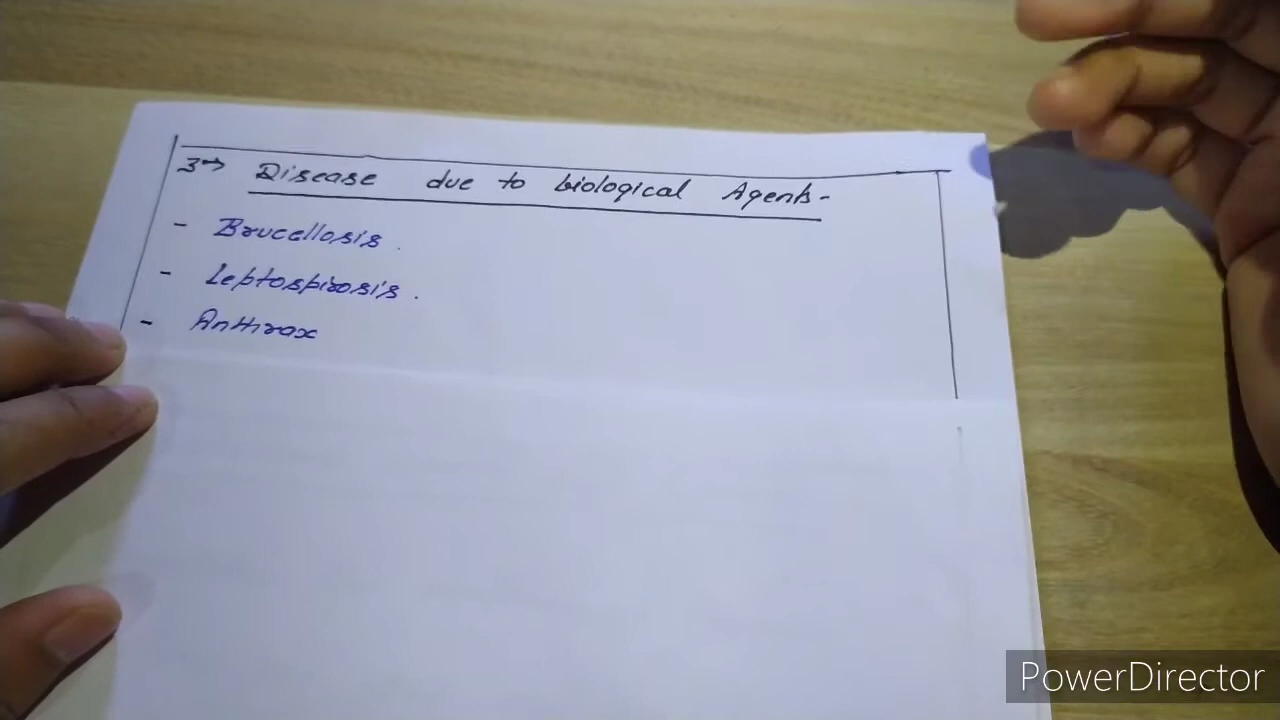 3→ Disease due to biological Agents-
- Brucellosis.
- Leptospirosis.
- Anthrax
PowerDirector